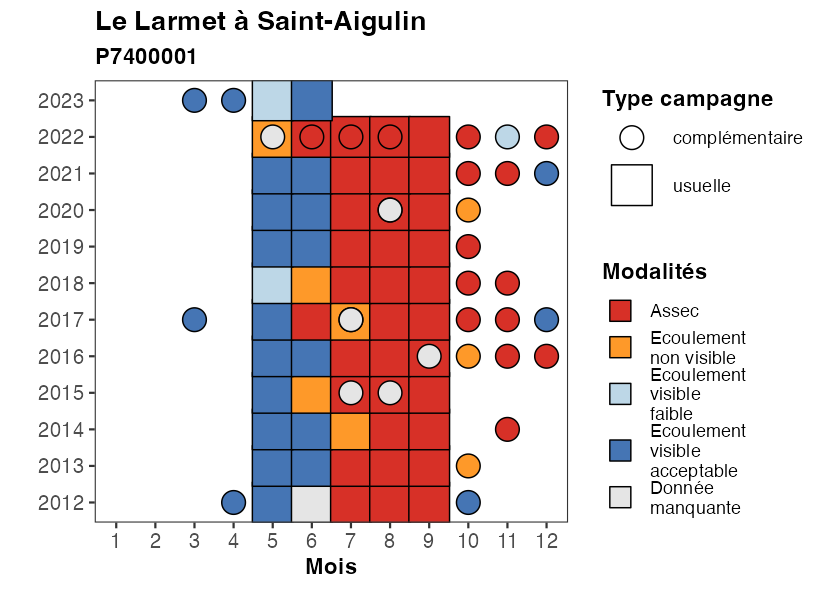 Le Larmet à Saint-Aigulin
P7400001
2023
2022
2021
2020
2019
2018
2017
2016
2015
2014
2013
2012
1 2 3 4 5 6 7 8 9 10 11 12
Mois
Type campagne
complémentaire
usuelle
Modalités
Assec
Ecoulement
non visible
Ecoulement
visible
faible
Ecoulement
visible
acceptable
Donnée
manquante